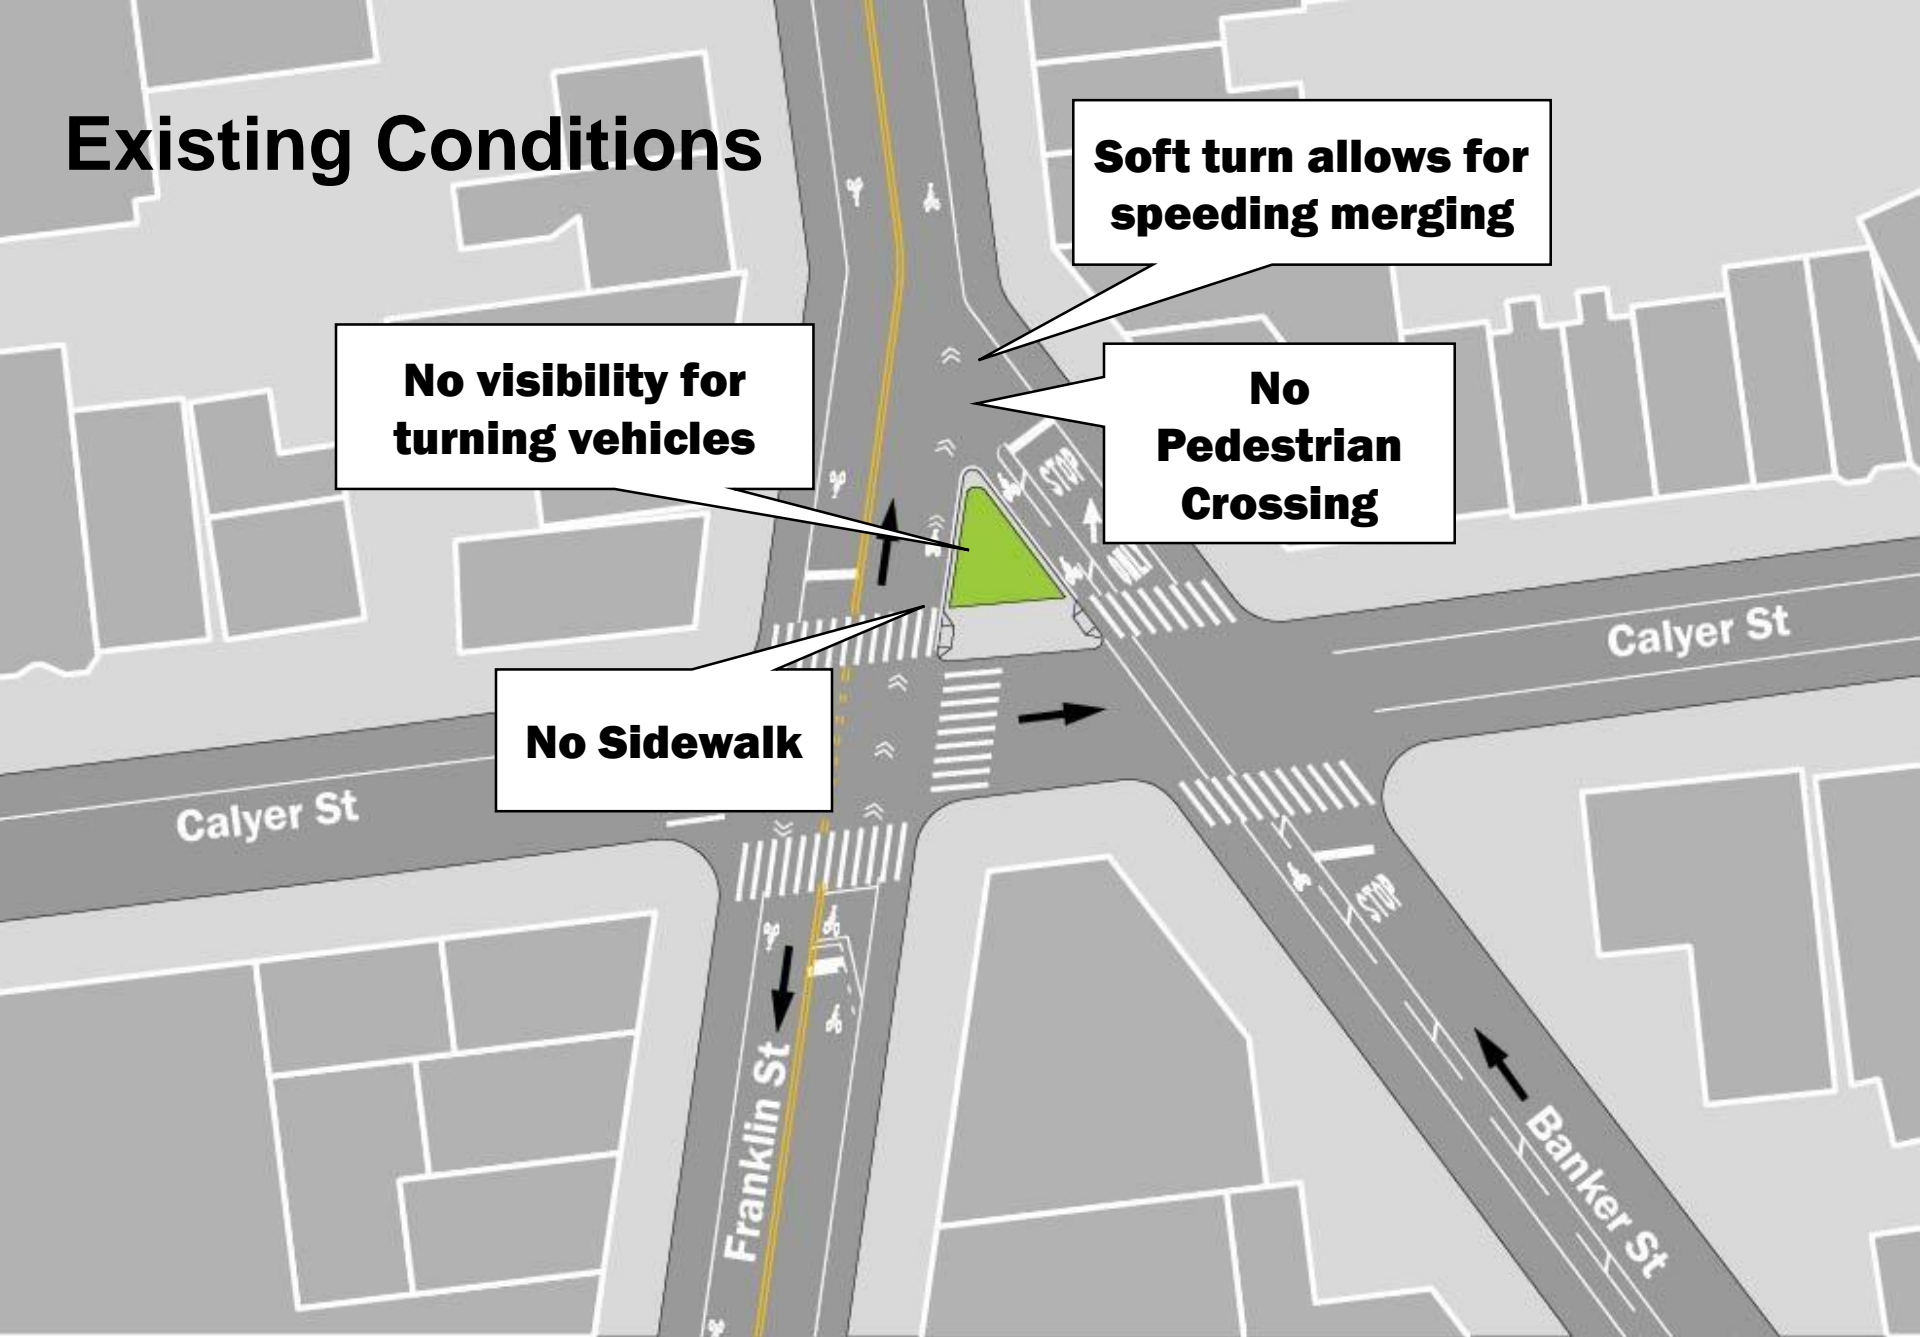 Existing Conditions
Soft turn allows for
speeding merging
No visibility for
turning vehicles
No
Pedestrian
Crossing
STOP
ONLY
No Sidewalk
Calyer St
Calyer St
STOP
Franklin St
Banker St